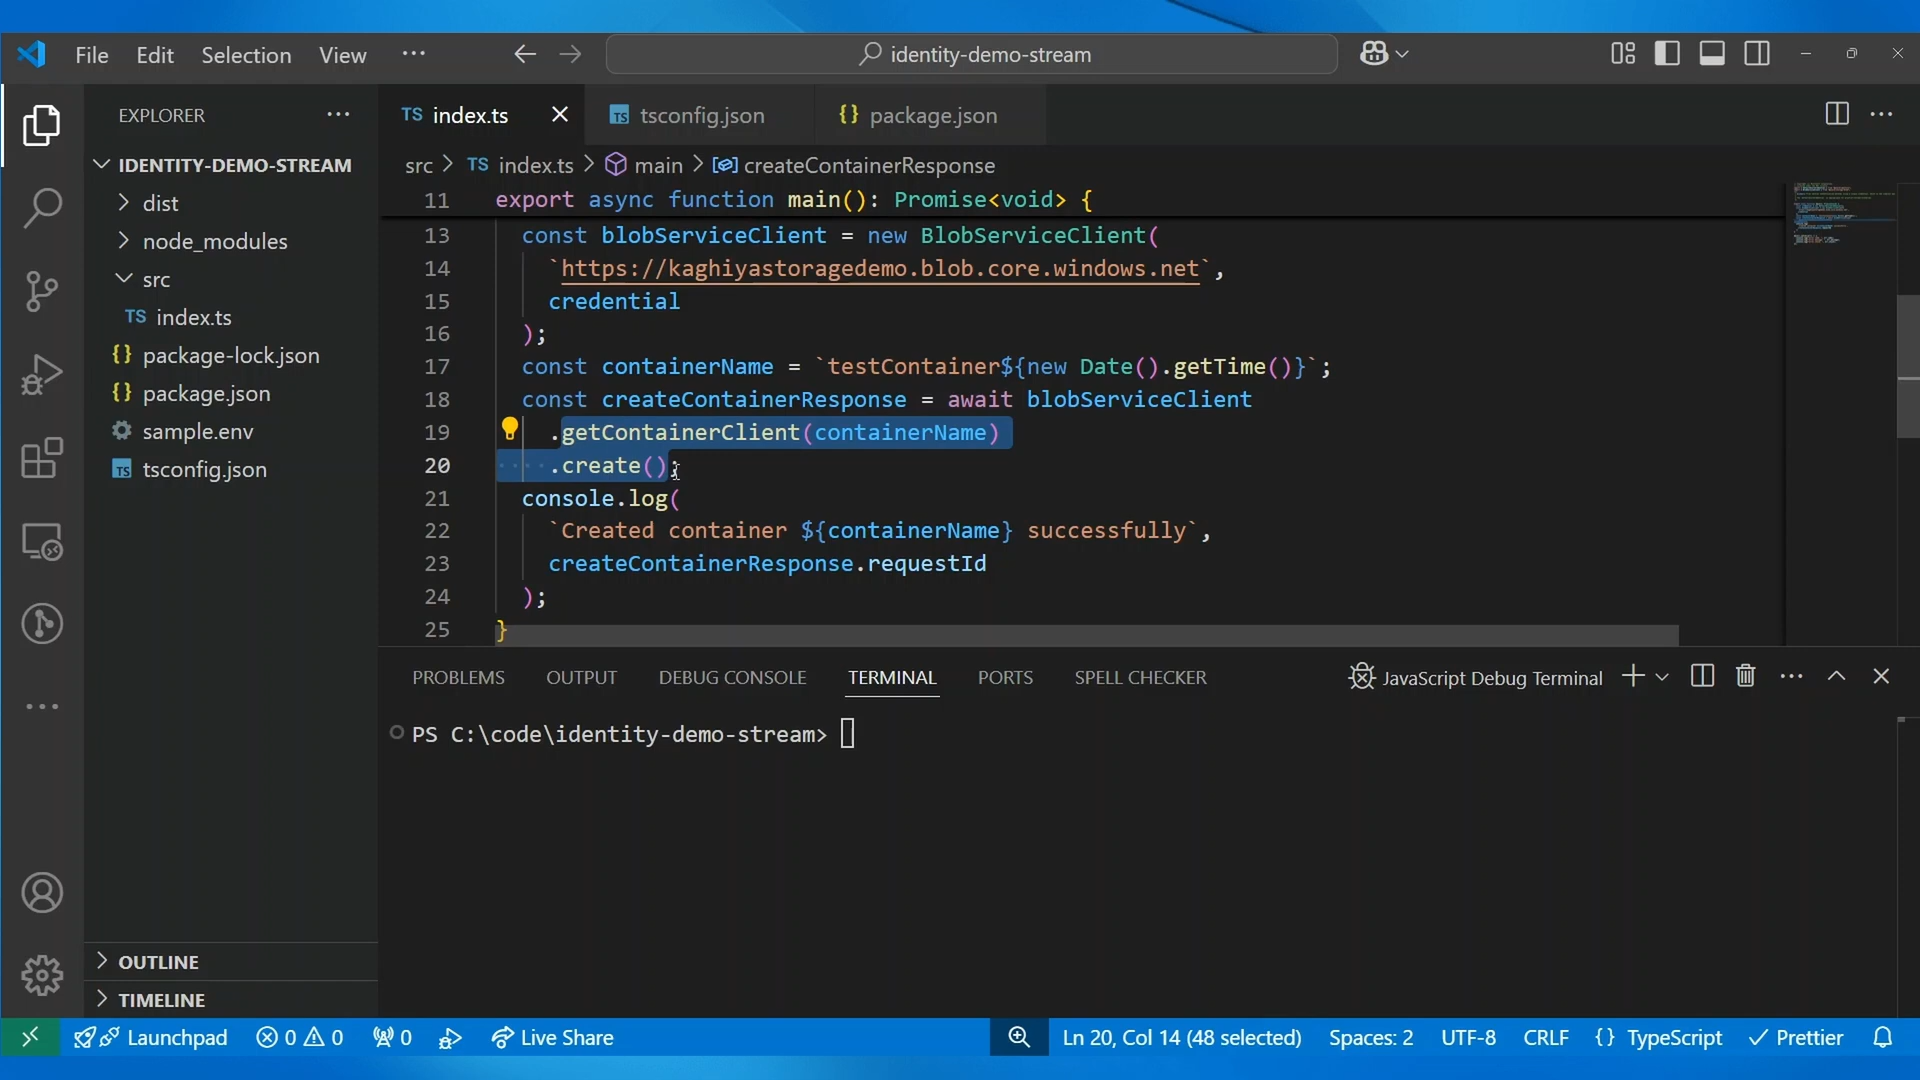 File Edit Selection View ··· identity-demo-stream
EXPLORER ···
TS index.ts
TS tsconfig.json
{} package.json
IDENTITY-DEMO-STREAM
dist
node_modules
src
TS index.ts
{} package-lock.json
{} package.json
sample.env
TS tsconfig.json
OUTLINE
TIMELINE
src > TS index.ts > main > createContainerResponse
11 export async function main(): Promise<void> {
13 const blobServiceClient = new BlobServiceClient(
14 `https://kaghiyastoragedemo.blob.core.windows.net`,
15 credential
16 );
17 const containerName = `testContainer${new Date().getTime()}`;
18 const createContainerResponse = await blobServiceClient
19 .getContainerClient(containerName)
20 .create();
21 console.log(
22 `Created container ${containerName} successfully`,
23 createContainerResponse.requestId
24 );
25 }
PROBLEMS OUTPUT DEBUG CONSOLE TERMINAL PORTS SPELL CHECKER JavaScript Debug Terminal
PS C:\code\identity-demo-stream>
Launchpad 0 0 0 Live Share Ln 20, Col 14 (48 selected) Spaces: 2 UTF-8 CRLF {} TypeScript Prettier